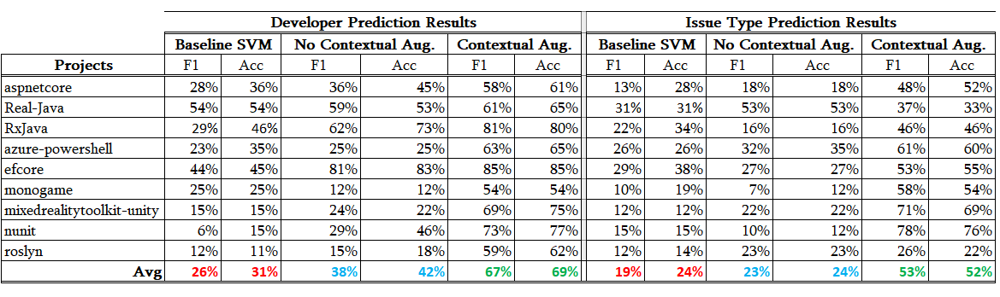 Developer Prediction Results Issue Type Prediction Results
Baseline SVM No Contextual Aug. Contextual Aug. Baseline SVM No Contextual Aug. Contextual Aug.
Projects F1 Acc F1 Acc F1 Acc F1 Acc F1 Acc F1 Acc
aspnetcore 28% 36% 36% 45% 58% 61% 13% 28% 18% 18% 48% 52%
Real-Java 54% 54% 59% 53% 61% 65% 31% 31% 53% 53% 37% 33%
RxJava 29% 46% 62% 73% 81% 80% 22% 34% 16% 16% 46% 46%
azure-powershell 23% 35% 25% 25% 63% 65% 26% 26% 32% 35% 61% 60%
efcore 44% 45% 81% 83% 85% 85% 29% 38% 27% 27% 53% 55%
monogame 25% 25% 12% 12% 54% 54% 10% 19% 7% 12% 58% 54%
mixedrealitytoolkit-unity 15% 15% 24% 22% 69% 75% 12% 12% 22% 22% 71% 69%
nunit 6% 15% 29% 46% 73% 77% 15% 15% 10% 12% 78% 76%
roslyn 12% 11% 15% 18% 59% 62% 12% 14% 23% 23% 26% 22%
Avg 26% 31% 38% 42% 67% 69% 19% 24% 23% 24% 53% 52%